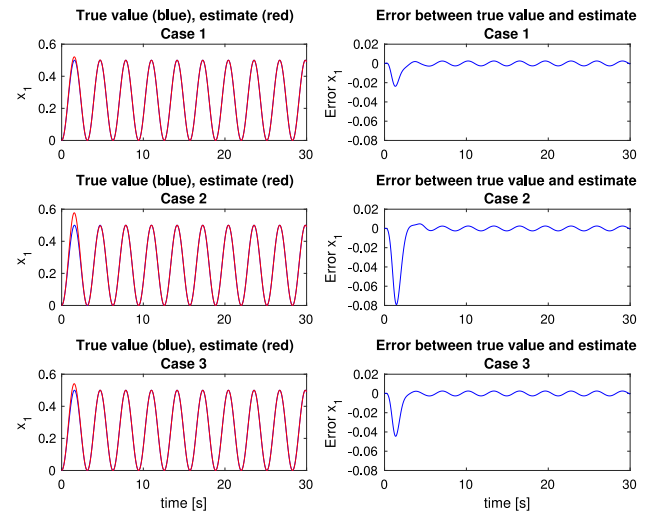 True value (blue), estimate (red)
Case 1
0.6
0.4
0.2
0
x1
0 10 20 30
Error between true value and estimate
Case 1
0.02
0
-0.02
-0.04
-0.06
-0.08
Error x1
0 10 20 30
True value (blue), estimate (red)
Case 2
0.6
0.4
0.2
0
x1
0 10 20 30
Error between true value and estimate
Case 2
0.02
0
-0.02
-0.04
-0.06
-0.08
Error x1
0 10 20 30
True value (blue), estimate (red)
Case 3
0.6
0.4
0.2
0
x1
0 10 20 30
time [s]
Error between true value and estimate
Case 3
0.02
0
-0.02
-0.04
-0.06
-0.08
Error x1
0 10 20 30
time [s]